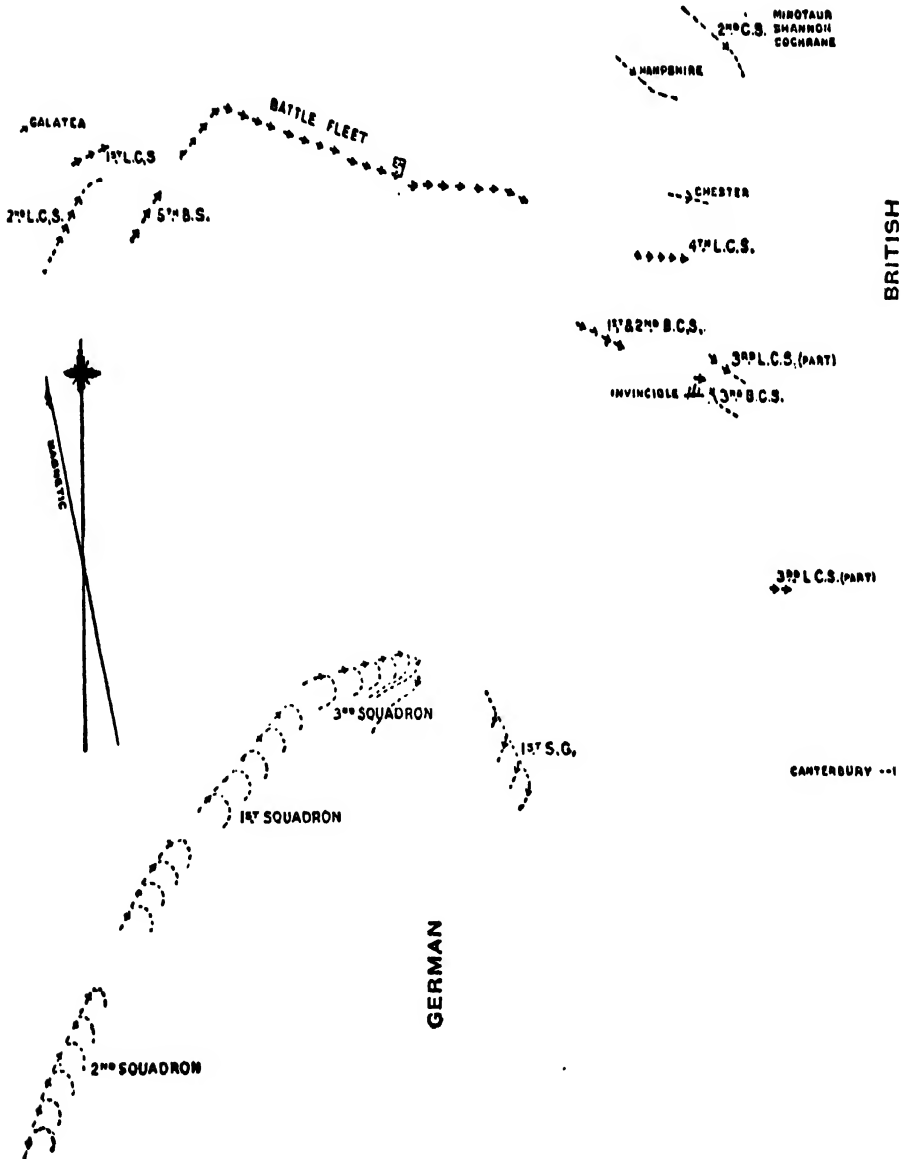 MINOTAUR
2ND C.S. SHANNON
COCHRANE
HAMPSHIRE
BATTLE FLEET
GALATEA
1ST L.C.S
2ND L.C.S.
5TH B.S.
CHESTER
4TH L.C.S.
BRITISH
1ST & 2ND B.C.S.
3RD L.C.S. (PART)
INVINCIBLE
3RD B.C.S.
MAGNETIC
3RD L C.S. (PART)
3RD SQUADRON
1ST S.G.
CANTERBURY
1ST SQUADRON
GERMAN
2ND SQUADRON